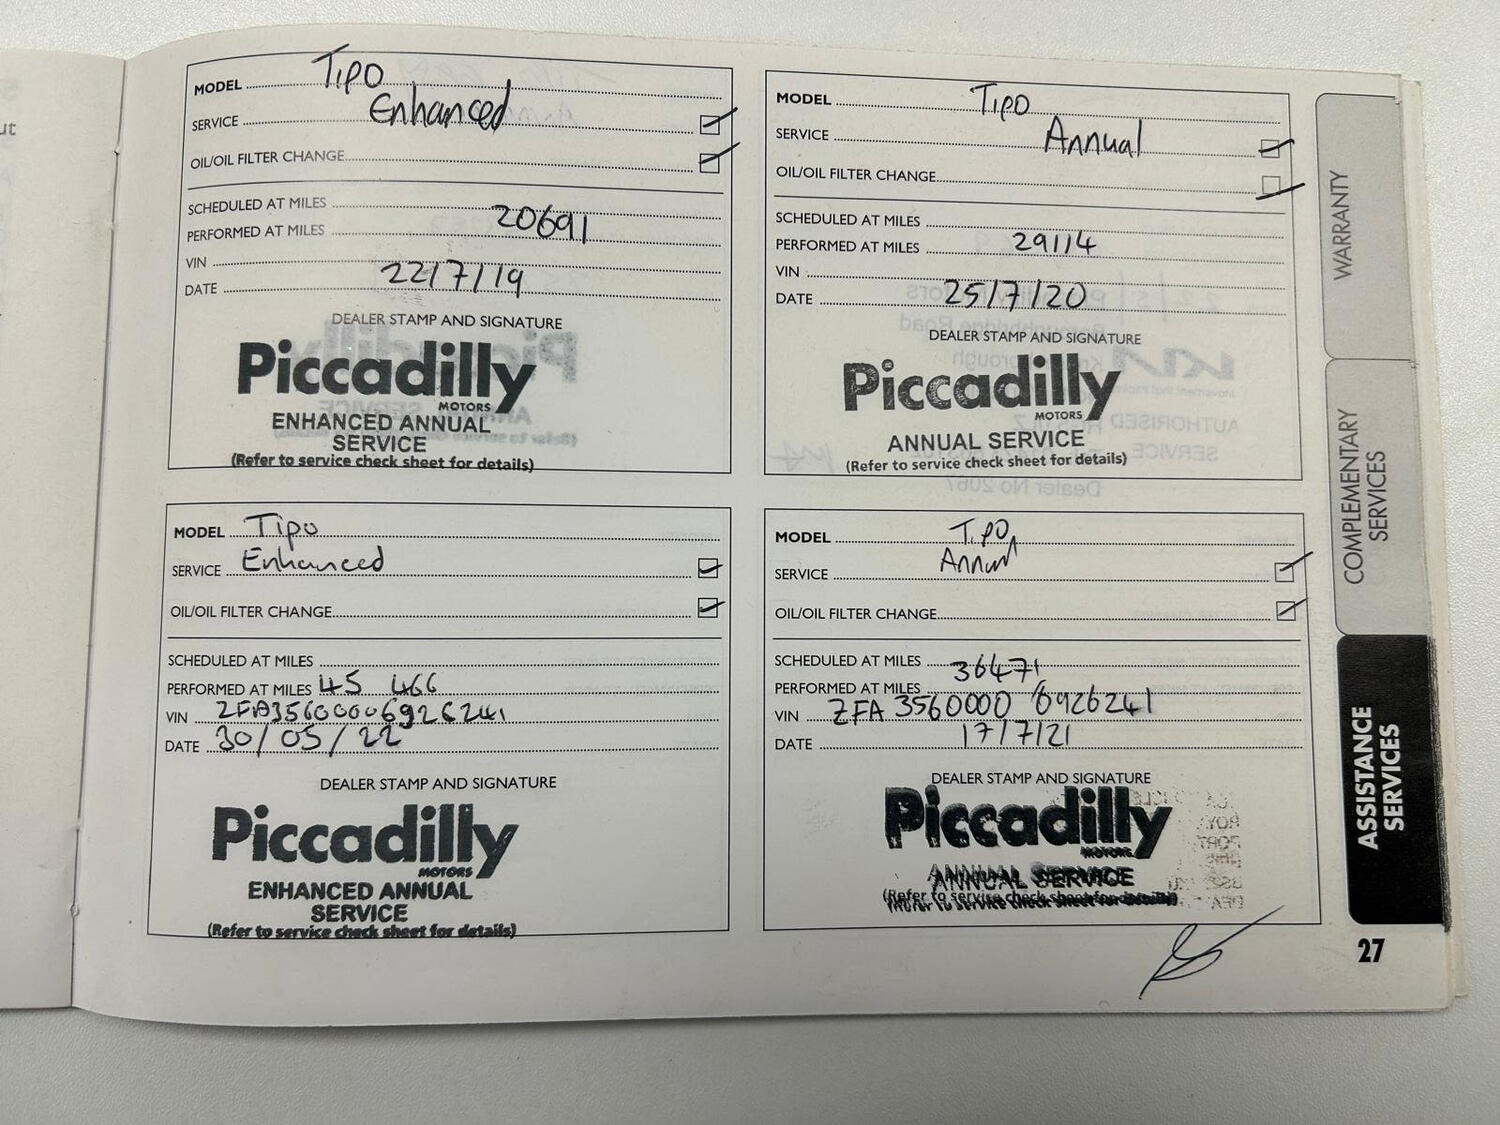 MODEL Tipo
SERVICE Enhanced
OIL/OIL FILTER CHANGE
SCHEDULED AT MILES
PERFORMED AT MILES 20691
VIN
DATE 22/7/19
DEALER STAMP AND SIGNATURE
Piccadilly
MOTORS
ENHANCED ANNUAL
SERVICE
(Refer to service check sheet for details)
MODEL Tipo
SERVICE Annual
OIL/OIL FILTER CHANGE
SCHEDULED AT MILES
PERFORMED AT MILES 29114
VIN
DATE 25/7/20
DEALER STAMP AND SIGNATURE
Piccadilly
MOTORS
ANNUAL SERVICE
(Refer to service check sheet for details)
MODEL Tipo
SERVICE Enhanced
OIL/OIL FILTER CHANGE
SCHEDULED AT MILES
PERFORMED AT MILES 45 466
VIN ZFA35600006926241
DATE 30/05/22
DEALER STAMP AND SIGNATURE
Piccadilly
MOTORS
ENHANCED ANNUAL
SERVICE
(Refer to service check sheet for details)
MODEL Tipo
SERVICE Annual
OIL/OIL FILTER CHANGE
SCHEDULED AT MILES
PERFORMED AT MILES 36471
VIN ZFA 3560000 6926241
DATE 17/7/21
DEALER STAMP AND SIGNATURE
Piccadilly
MOTORS
ANNUAL SERVICE
(Refer to service check sheet for details)
WARRANTY
COMPLEMENTARY
SERVICES
ASSISTANCE
SERVICES
27